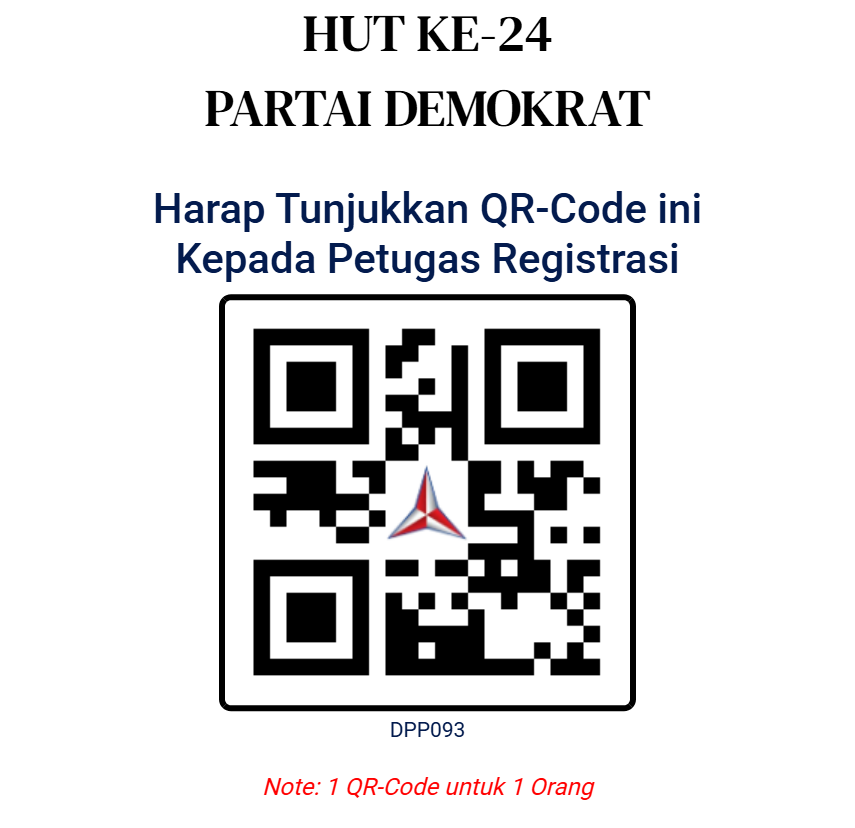 HUT KE-24
PARTAI DEMOKRAT
Harap Tunjukkan QR-Code ini
Kepada Petugas Registrasi
DPP093
Note: 1 QR-Code untuk 1 Orang